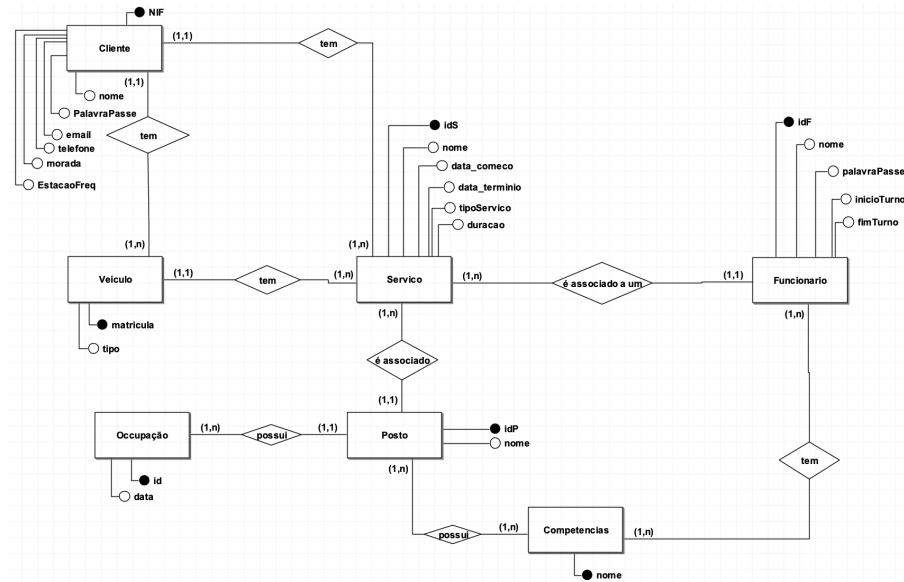 NIF
Cliente
(1,1)
tem
(1,1)
nome
PalavraPasse
email
telefone
morada
EstacaoFreq
tem
(1,n)
(1,n)
idS
nome
data_comeco
data_terminio
tipoServico
duracao
idF
nome
palavraPasse
inicioTurno
fimTurno
Veiculo
(1,1)
tem
(1,n)
Servico
(1,n)
é associado a um
(1,1)
Funcionario
matricula
tipo
(1,n)
é associado
(1,1)
(1,n)
Occupação
(1,n)
possui
(1,1)
Posto
idP
nome
id
data
(1,n)
tem
possui
(1,n)
Competencias
(1,n)
nome